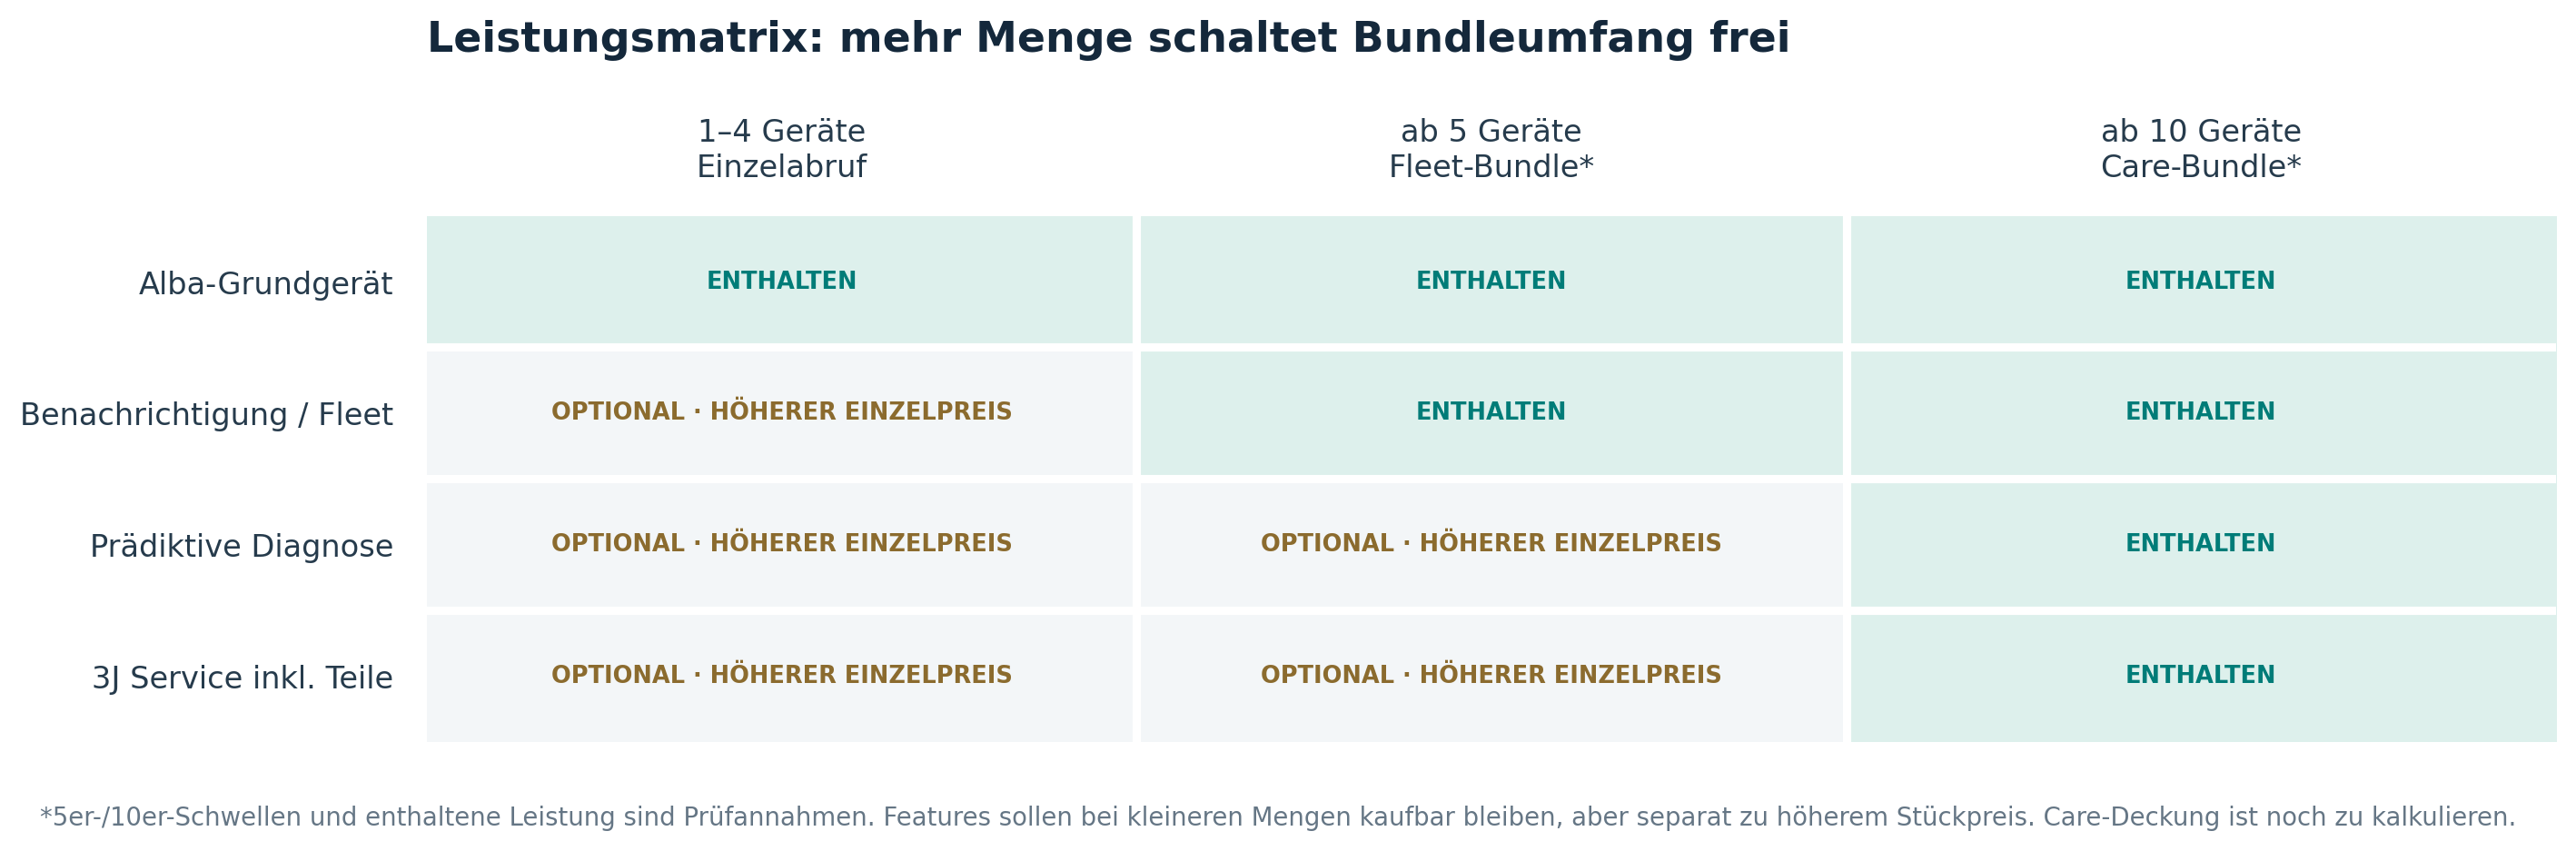 Leistungsmatrix: mehr Menge schaltet Bundleumfang frei
1–4 Geräte
Einzelabruf
ab 5 Geräte
Fleet-Bundle*
ab 10 Geräte
Care-Bundle*
Alba-Grundgerät
ENTHALTEN
ENTHALTEN
ENTHALTEN
Benachrichtigung / Fleet
OPTIONAL · HÖHERER EINZELPREIS
ENTHALTEN
ENTHALTEN
Prädiktive Diagnose
OPTIONAL · HÖHERER EINZELPREIS
OPTIONAL · HÖHERER EINZELPREIS
ENTHALTEN
3J Service inkl. Teile
OPTIONAL · HÖHERER EINZELPREIS
OPTIONAL · HÖHERER EINZELPREIS
ENTHALTEN
*5er-/10er-Schwellen und enthaltene Leistung sind Prüfannahmen. Features sollen bei kleineren Mengen kaufbar bleiben, aber separat zu höherem Stückpreis. Care-Deckung ist noch zu kalkulieren.